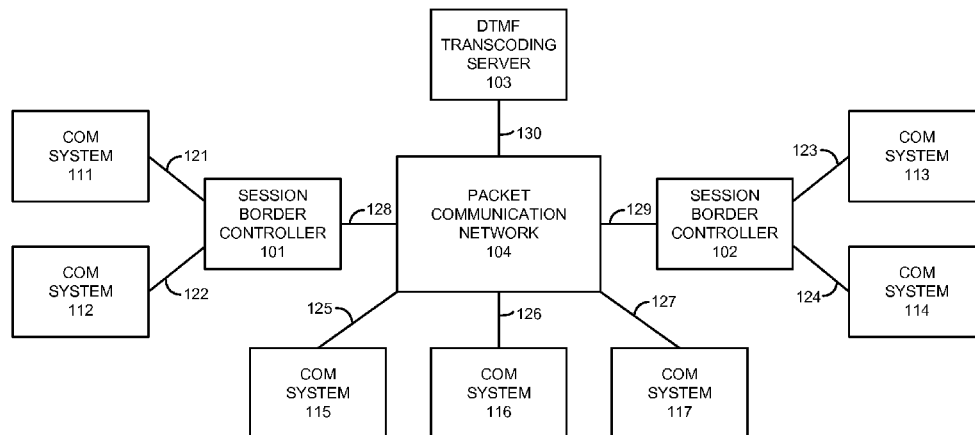 DTMF
TRANSCODING
SERVER
103
130
COM
SYSTEM
111
121
SESSION
BORDER
CONTROLLER
101
128
COM
SYSTEM
112
122
PACKET
COMMUNICATION
NETWORK
104
129
SESSION
BORDER
CONTROLLER
102
123
COM
SYSTEM
113
124
COM
SYSTEM
114
125
126
127
COM
SYSTEM
115
COM
SYSTEM
116
COM
SYSTEM
117